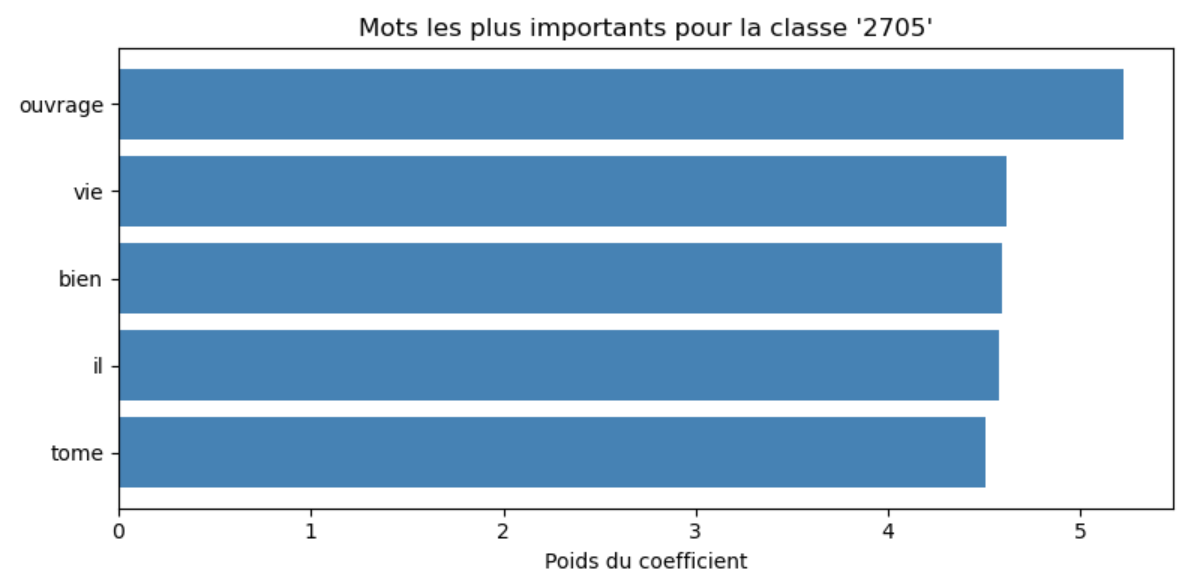 Mots les plus importants pour la classe '2705'
ouvrage
vie
bien
il
tome
0 1 2 3 4 5
Poids du coefficient